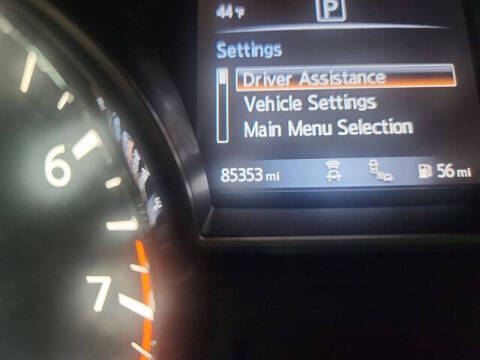 44°F P
Settings
Driver Assistance
Vehicle Settings
Main Menu Selection
85353 mi 56 mi
6
7